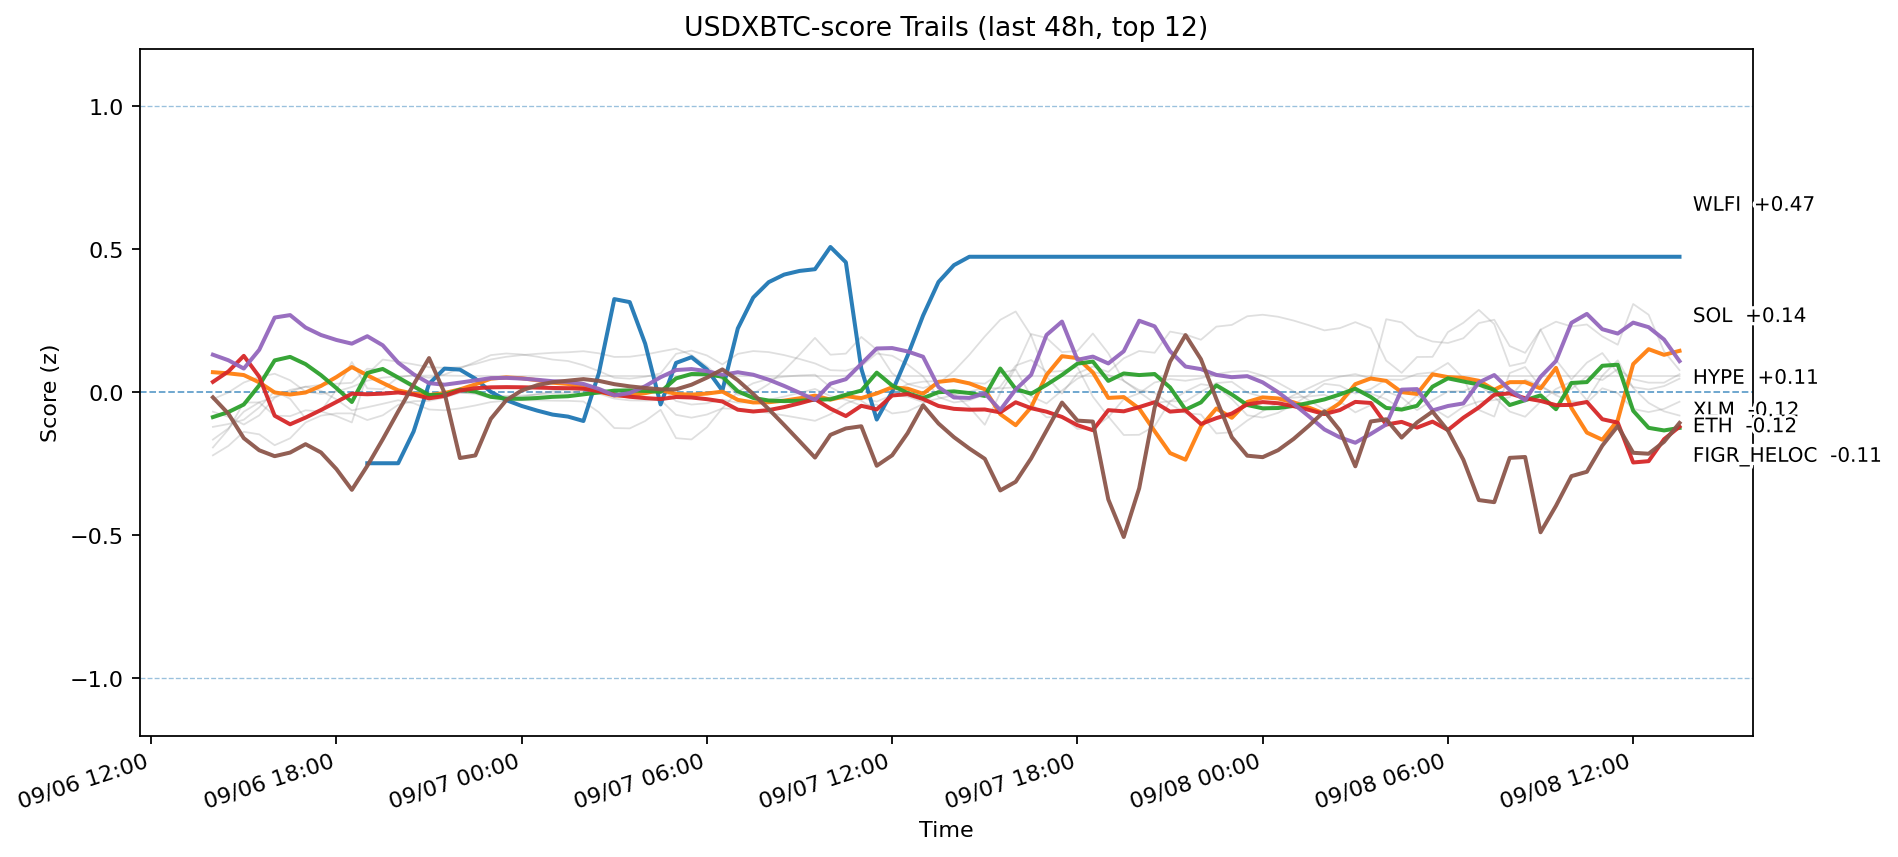 USDXBTC-score Trails (last 48h, top 12)
Score (z)
1.0
0.5
0.0
−0.5
−1.0
WLFI +0.47
SOL +0.14
HYPE +0.11
XLM -0.12
ETH -0.12
FIGR_HELOC -0.11
09/06 12:00
09/06 18:00
09/07 00:00
09/07 06:00
09/07 12:00
09/07 18:00
09/08 00:00
09/08 06:00
09/08 12:00
Time